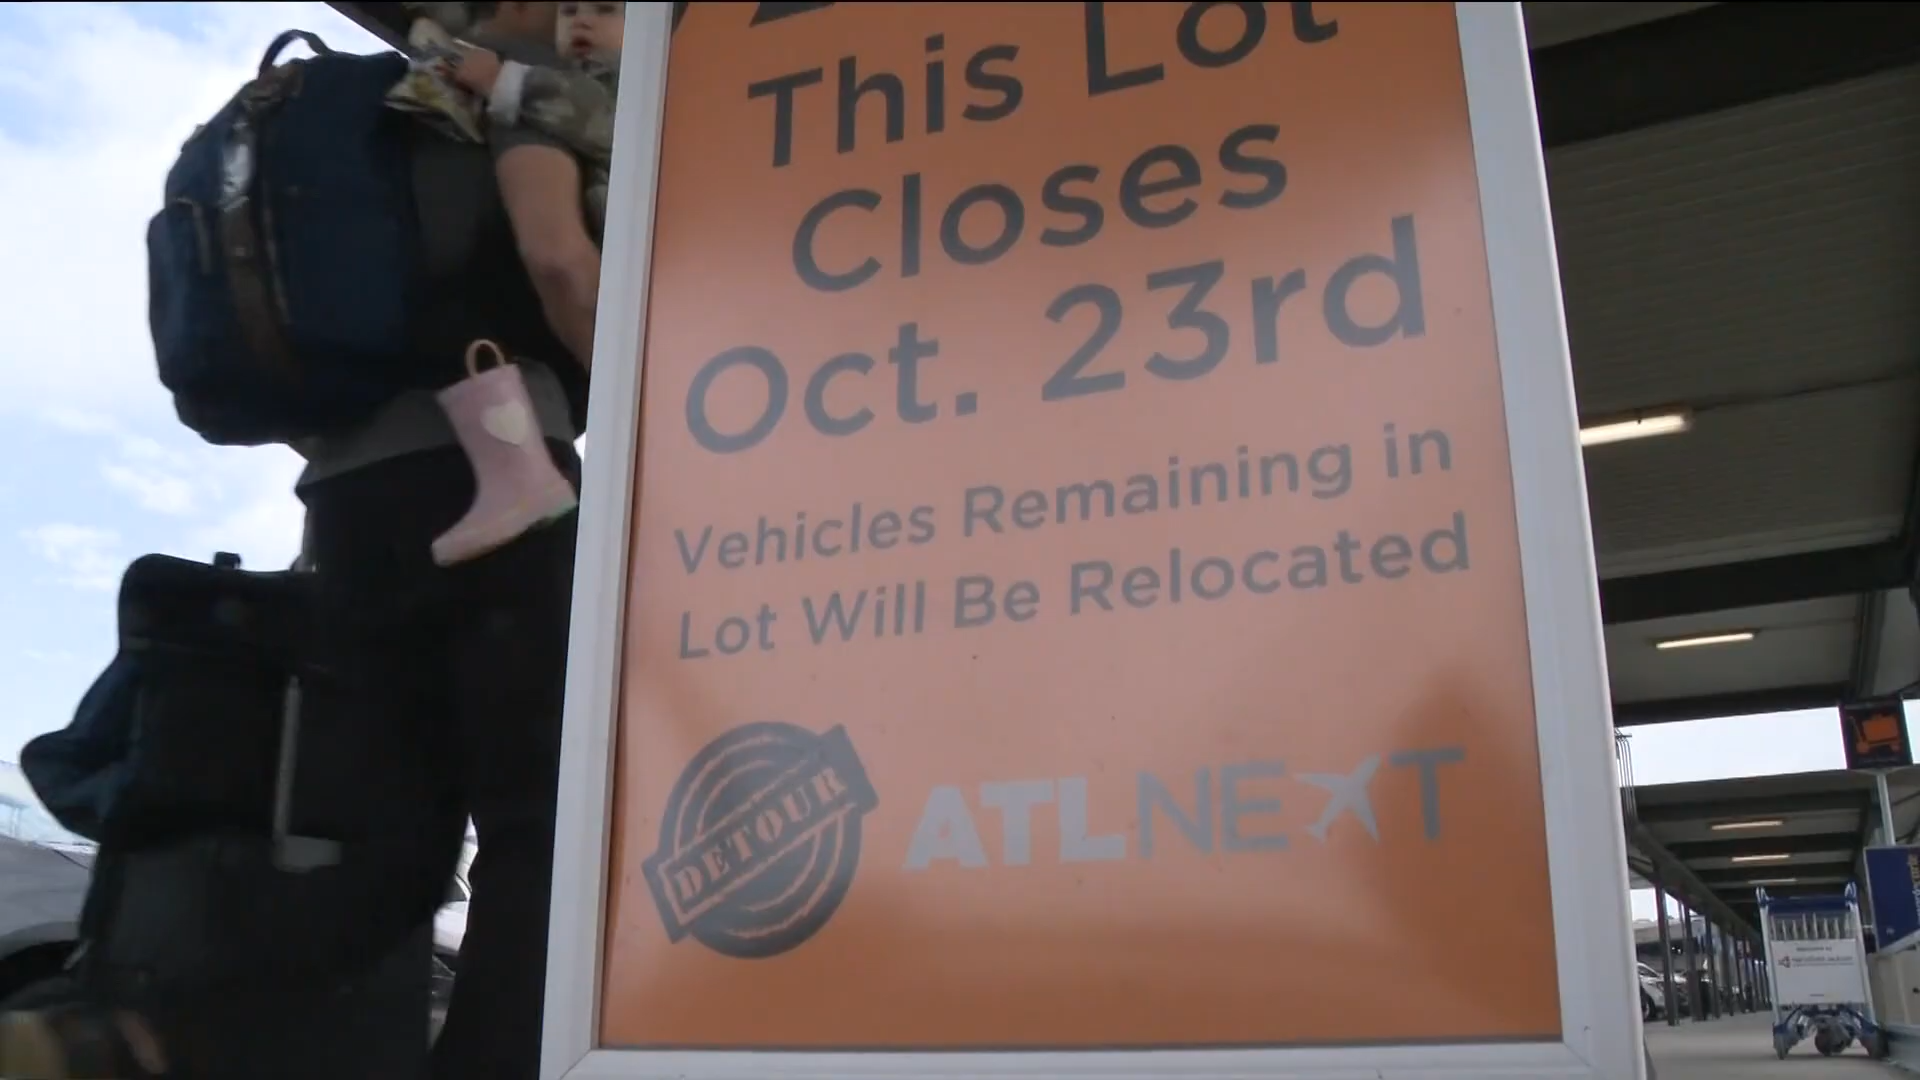 This Lot
Closes
Oct. 23rd
Vehicles Remaining in
Lot Will Be Relocated
DETOUR
ATLNEXT